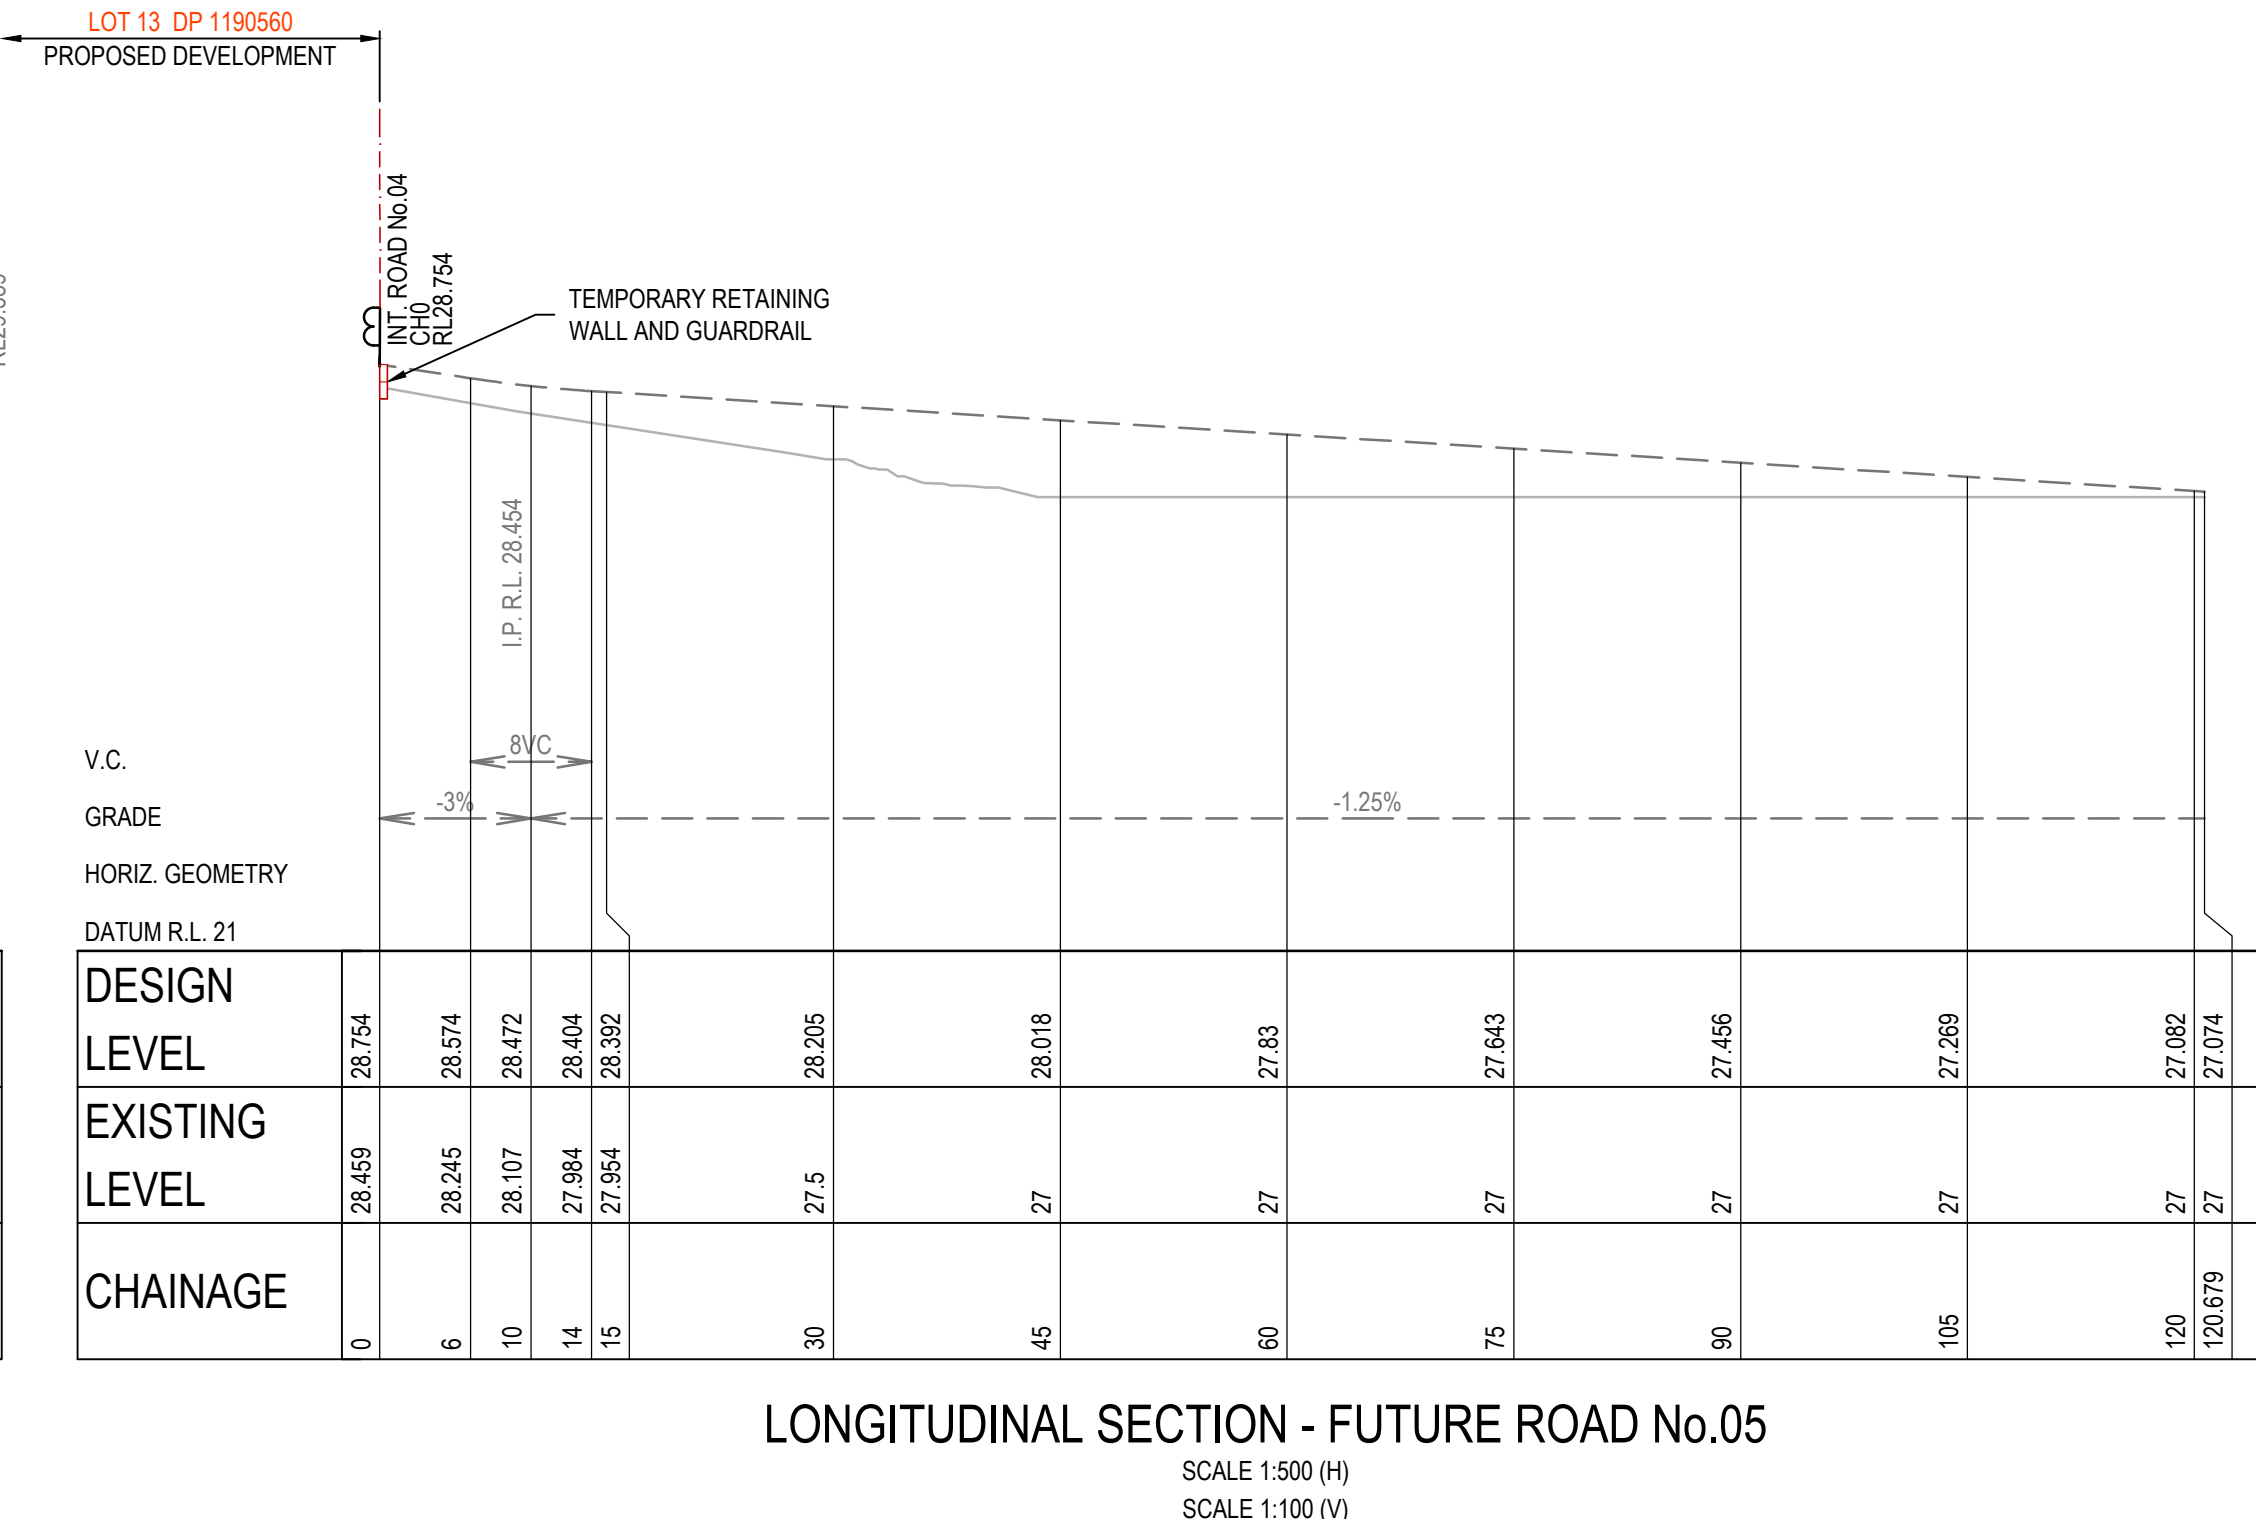 LOT 13 DP 1190560
PROPOSED DEVELOPMENT
INT. ROAD No.04
CH0
RL28.754
TEMPORARY RETAINING
WALL AND GUARDRAIL
I.P. R.L. 28.454
V.C.
8VC
GRADE
-3%
-1.25%
HORIZ. GEOMETRY
DATUM R.L. 21
DESIGN
LEVEL
28.754 28.574 28.472 28.404 28.392 28.205 28.018 27.83 27.643 27.456 27.269 27.082 27.074
EXISTING
LEVEL
28.459 28.245 28.107 27.984 27.954 27.5 27 27 27 27 27 27 27
CHAINAGE
0 6 10 14 15 30 45 60 75 90 105 120 120.679
LONGITUDINAL SECTION - FUTURE ROAD No.05
SCALE 1:500 (H)
SCALE 1:100 (V)